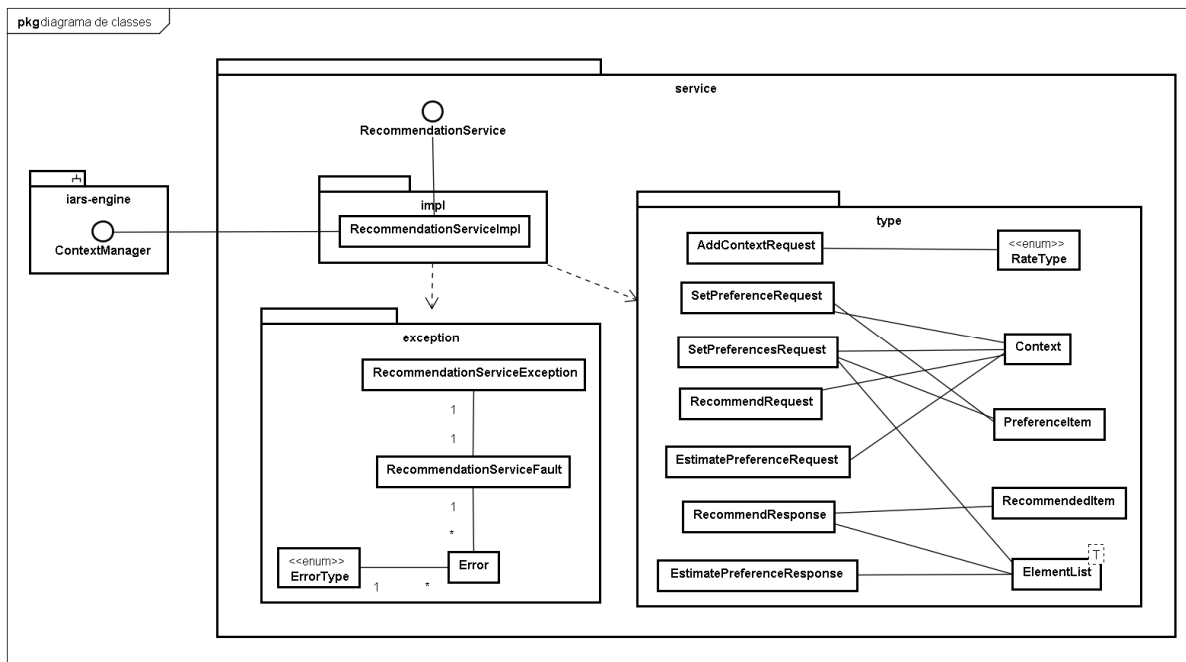 pkg diagrama de classes
service
RecommendationService
iars-engine
ContextManager
impl
RecommendationServiceImpl
type
AddContextRequest
<<enum>>
RateType
SetPreferenceRequest
SetPreferencesRequest
Context
RecommendRequest
PreferenceItem
EstimatePreferenceRequest
RecommendResponse
RecommendedItem
EstimatePreferenceResponse
T
ElementList
exception
RecommendationServiceException
1
1
RecommendationServiceFault
1
*
<<enum>>
ErrorType
1
*
Error